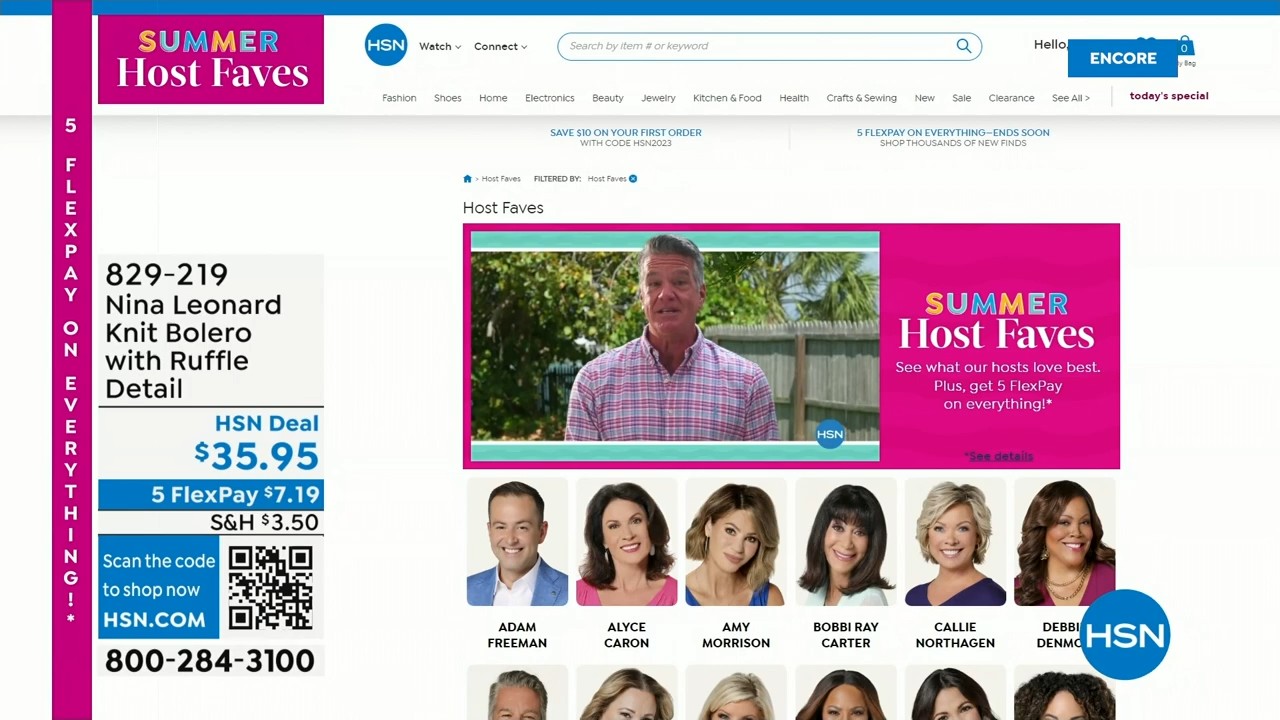 SUMMER
Host Faves
5 FLEXPAY ON EVERYTHING!*
829-219
Nina Leonard
Knit Bolero
with Ruffle
Detail
HSN Deal
$35.95
5 FlexPay $7.19
S&H $3.50
Scan the code
to shop now
HSN.COM
800-284-3100
HSN
Watch
Connect
Search by item # or keyword
Hello,
ENCORE
0
Bag
Fashion Shoes Home Electronics Beauty Jewelry Kitchen & Food Health Crafts & Sewing New Sale Clearance See All > today's special
SAVE $10 ON YOUR FIRST ORDER
WITH CODE HSN2023
5 FLEXPAY ON EVERYTHING—ENDS SOON
SHOP THOUSANDS OF NEW FINDS
> Host Faves FILTERED BY: Host Faves
Host Faves
HSN
SUMMER
Host Faves
See what our hosts love best.
Plus, get 5 FlexPay
on everything!*
*See details
ADAM
FREEMAN
ALYCE
CARON
AMY
MORRISON
BOBBI RAY
CARTER
CALLIE
NORTHAGEN
DEBBI
DENMO
HSN